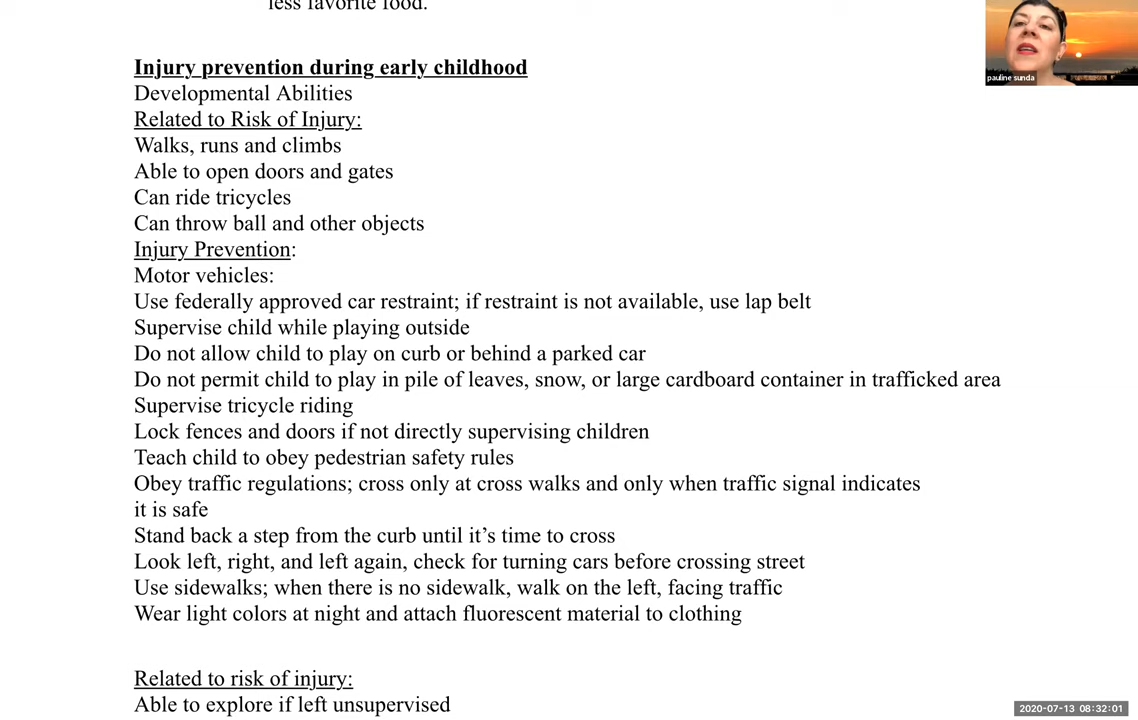 less favorite food.
Injury prevention during early childhood
Developmental Abilities
Related to Risk of Injury:
Walks, runs and climbs
Able to open doors and gates
Can ride tricycles
Can throw ball and other objects
Injury Prevention:
Motor vehicles:
Use federally approved car restraint; if restraint is not available, use lap belt
Supervise child while playing outside
Do not allow child to play on curb or behind a parked car
Do not permit child to play in pile of leaves, snow, or large cardboard container in trafficked area
Supervise tricycle riding
Lock fences and doors if not directly supervising children
Teach child to obey pedestrian safety rules
Obey traffic regulations; cross only at cross walks and only when traffic signal indicates
it is safe
Stand back a step from the curb until it’s time to cross
Look left, right, and left again, check for turning cars before crossing street
Use sidewalks; when there is no sidewalk, walk on the left, facing traffic
Wear light colors at night and attach fluorescent material to clothing
Related to risk of injury:
Able to explore if left unsupervised
pauline sunda
2020-07-13 08:32:01